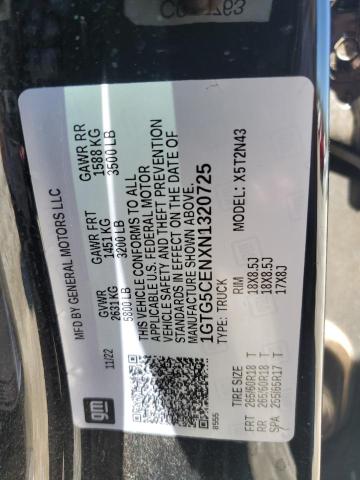 MFD BY GENERAL MOTORS LLC
11/22
GVWR
2631 KG
5800 LB
GAWR FRT
1451 KG
3200 LB
GAWR RR
1588 KG
3500 LB
THIS VEHICLE CONFORMS TO ALL
APPLICABLE U.S. FEDERAL MOTOR
VEHICLE SAFETY AND THEFT PREVENTION
STANDARDS IN EFFECT ON THE DATE OF
MANUFACTURE SHOWN ABOVE.
1GTG5CENXN1320725
TYPE: TRUCK
MODEL: X5T2N43
gm
8555
TIRE SIZE
RIM
FRT 265/60R18 T 18X8.5J
RR 265/60R18 T 18X8.5J
SPA 255/65R17 T 17X8J